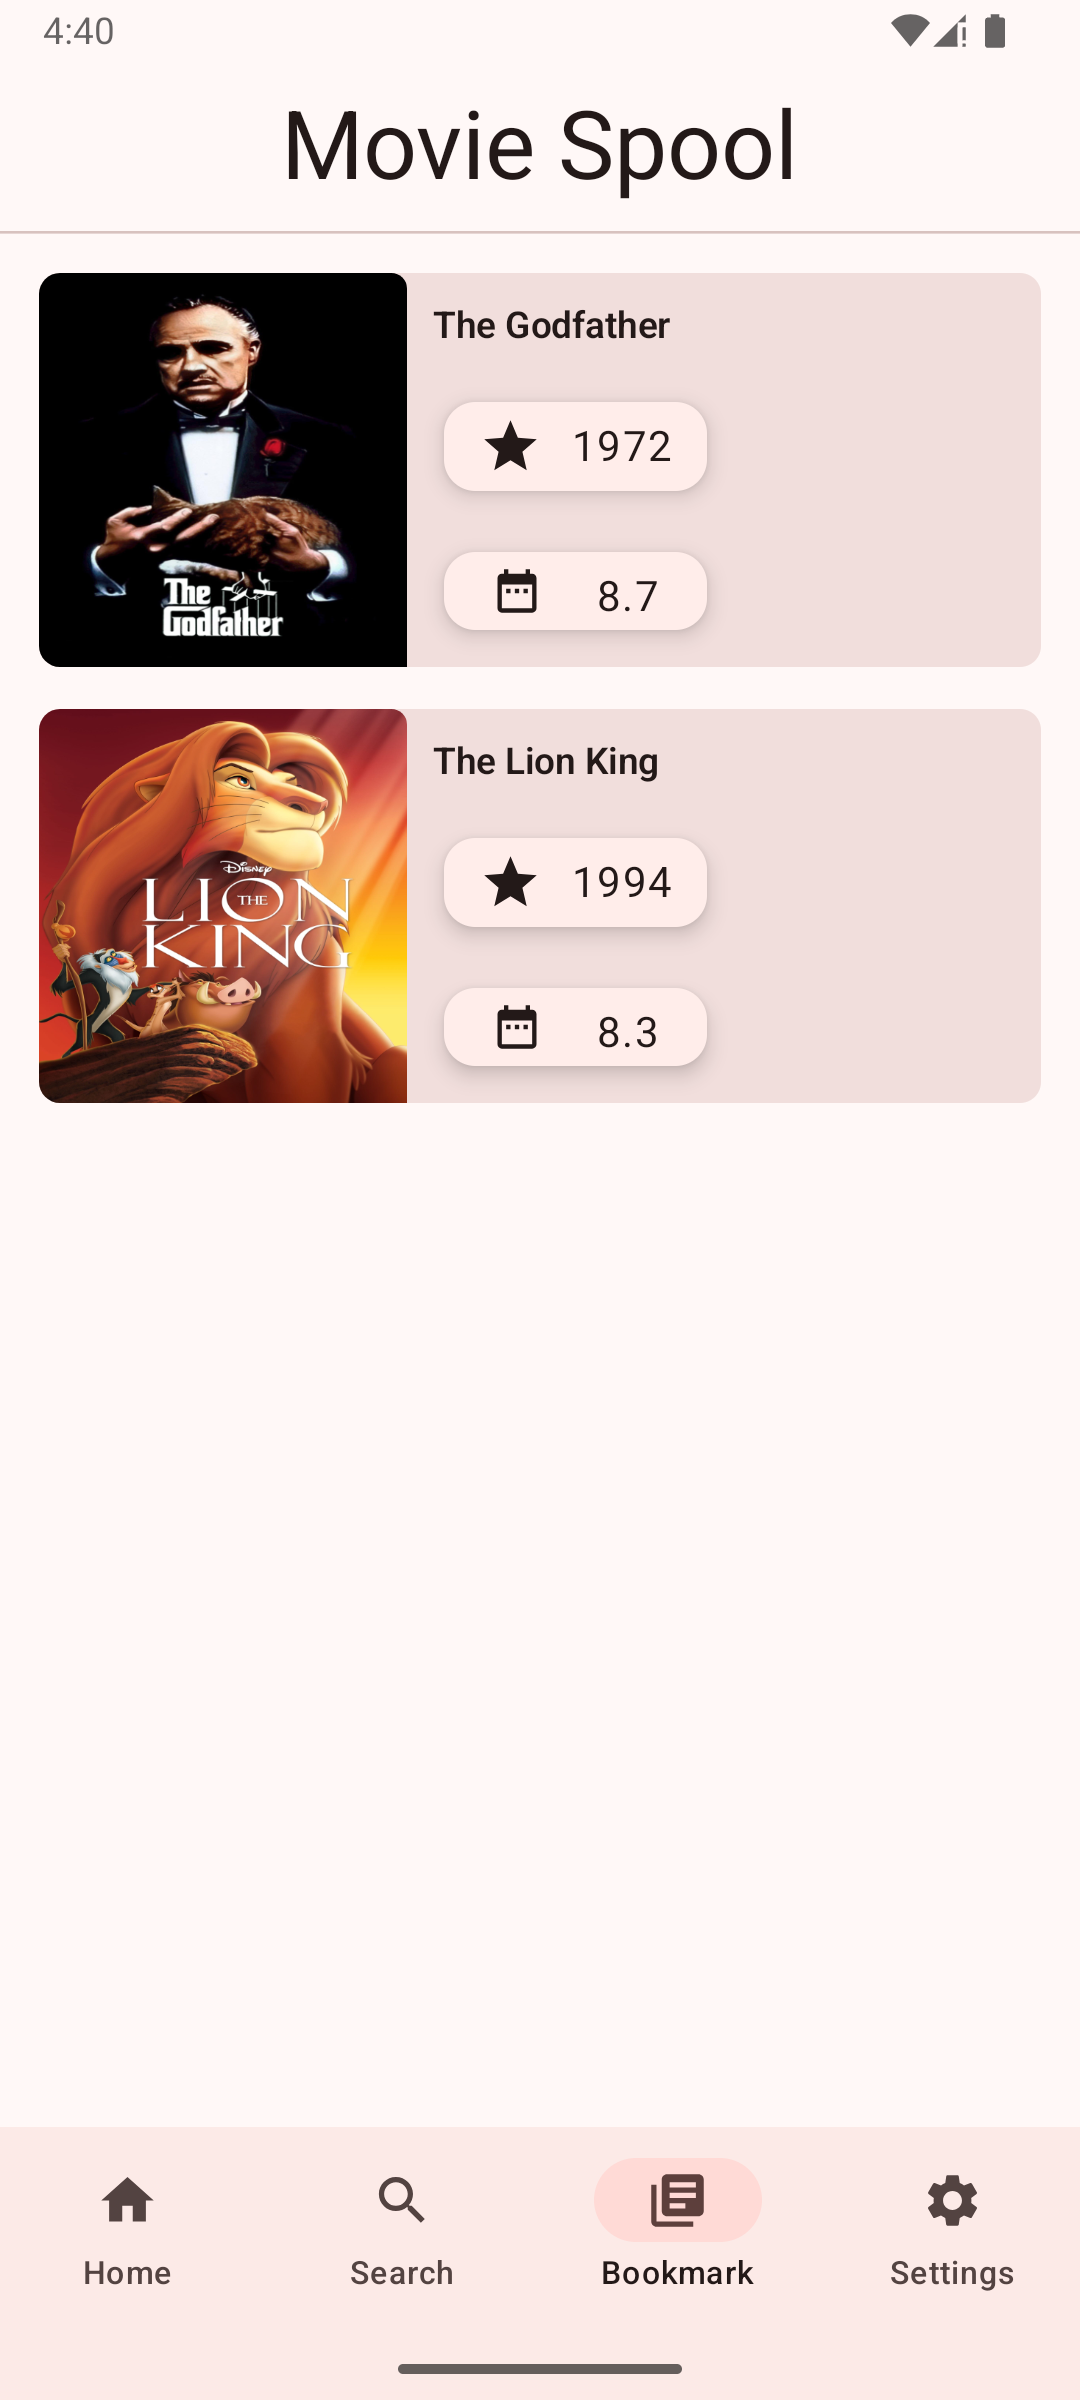 4:40
Movie Spool
The Godfather
1972
8.7
The
Godfather
The Lion King
1994
8.3
Disney
THE
LION
KING
Home
Search
Bookmark
Settings